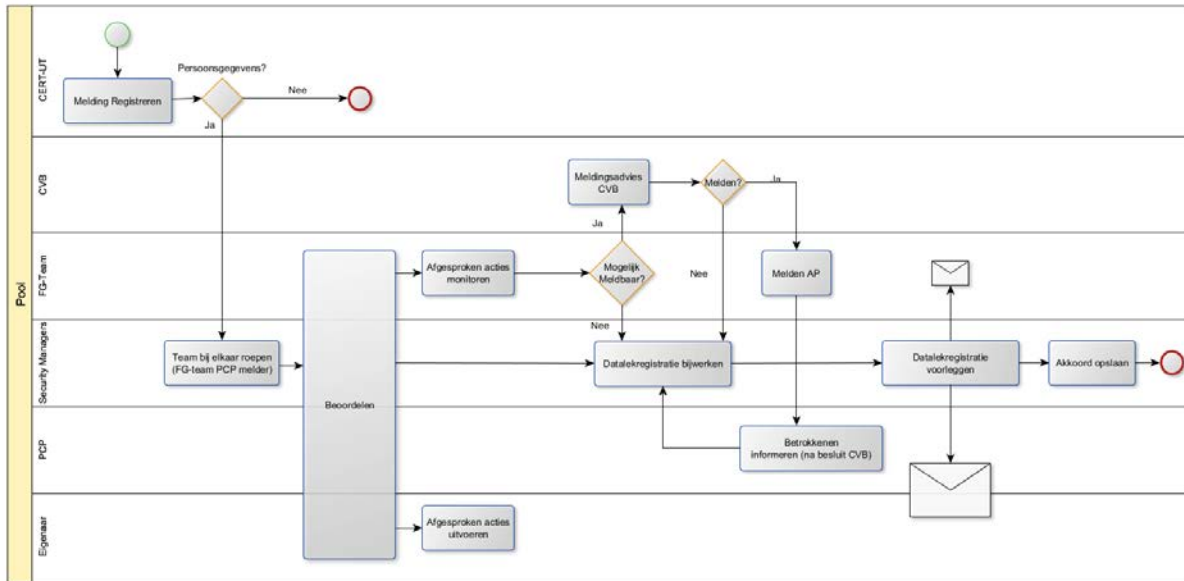 Pool
CERT-UT
Persoonsgegevens?
Melding Registreren
Nee
Ja
CVB
Meldingsadvies
CVB
Melden?
Ja
Ja
FG-Team
Afgesproken acties
monitoren
Mogelijk
Meldbaar?
Nee
Melden AP
Nee
Security Managers
Team bij elkaar roepen
(FG-team PCP melder)
Datalekregistratie bijwerken
Datalekregistratie
voorleggen
Akkoord opslaan
Beoordelen
PCP
Betrokkenen
informeren (na besluit CVB)
Eigenaar
Afgesproken acties
uitvoeren